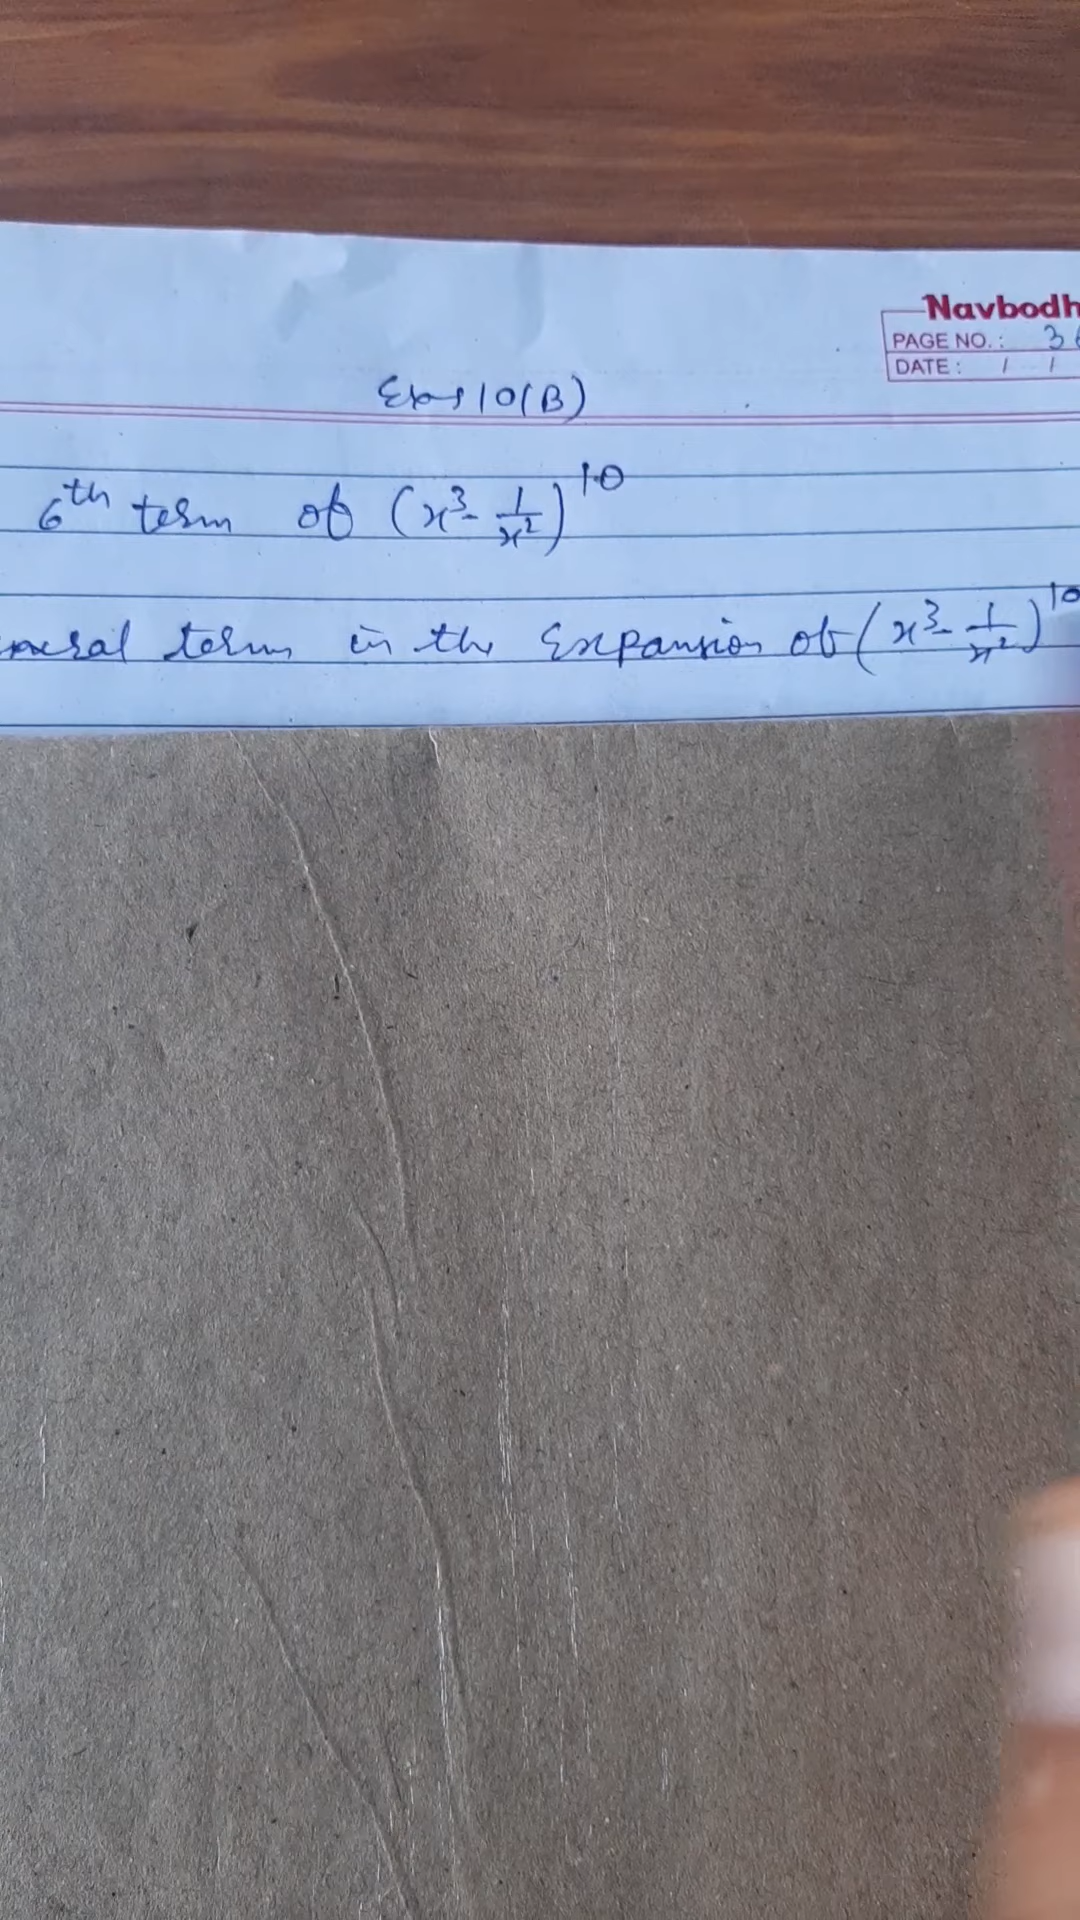 Navbodh
PAGE NO.: 3
DATE: / /
Exs 10(B)
6th term of (x³ - 1/x²)^10
term in the Expansion of (x³ - 1/x²)^10